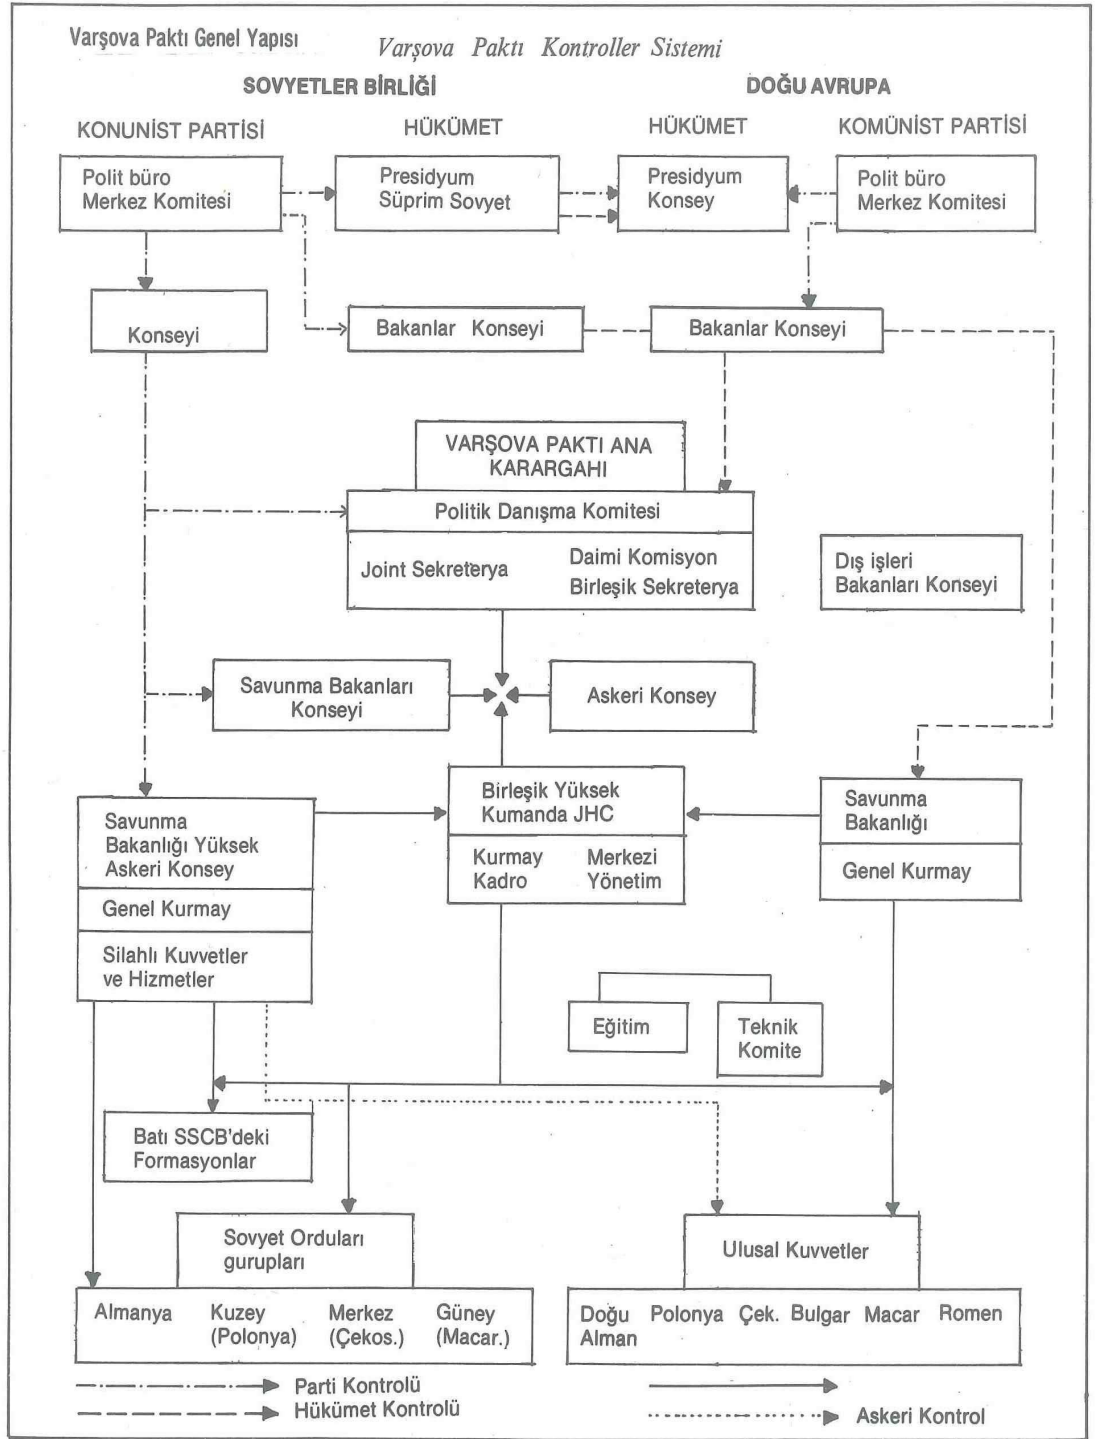 Varşova Paktı Genel Yapısı
Varşova Paktı Kontroller Sistemi
SOVYETLER BİRLİĞİ
DOĞU AVRUPA
KONUNİST PARTİSİ
HÜKÜMET
HÜKÜMET
KOMÜNİST PARTİSİ
Polit büro
Merkez Komitesi
Presidyum
Süprim Sovyet
Presidyum
Konsey
Polit büro
Merkez Komitesi
Konseyi
Bakanlar Konseyi
Bakanlar Konseyi
VARŞOVA PAKTI ANA
KARARGAHI
Politik Danışma Komitesi
Joint Sekreterya
Daimi Komisyon
Birleşik Sekreterya
Dış işleri
Bakanları Konseyi
Savunma Bakanları
Konseyi
Askeri Konsey
Savunma
Bakanlığı Yüksek
Askeri Konsey
Genel Kurmay
Silahlı Kuvvetler
ve Hizmetler
Birleşik Yüksek
Kumanda JHC
Kurmay
Kadro
Merkezi
Yönetim
Savunma
Bakanlığı
Genel Kurmay
Eğitim
Teknik
Komite
Batı SSCB'deki
Formasyonlar
Sovyet Orduları
gurupları
Almanya
Kuzey
(Polonya)
Merkez
(Çekos.)
Güney
(Macar.)
Ulusal Kuvvetler
Doğu
Alman
Polonya
Çek.
Bulgar
Macar
Romen
Parti Kontrolü
Hükümet Kontrolü
Askeri Kontrol